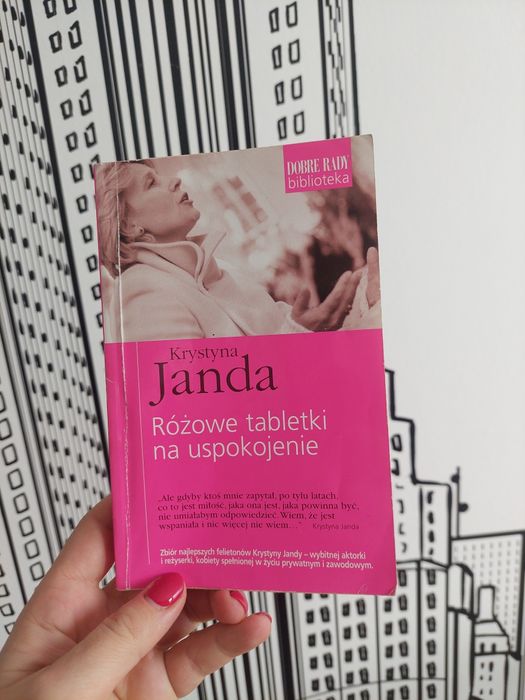 DOBRE RADY
biblioteka
Krystyna
Janda
Różowe tabletki
na uspokojenie
„Ale gdyby ktoś mnie zapytał, po tylu latach,
co to jest miłość, jaka ona jest, jaka powinna być,
nie umiałabym odpowiedzieć. Wiem, że jest
wspaniała i nic więcej nie wiem...” Krystyna Janda
Zbiór najlepszych felietonów Krystyny Jandy – wybitnej aktorki
i reżyserki, kobiety spełnionej w życiu prywatnym i zawodowym.